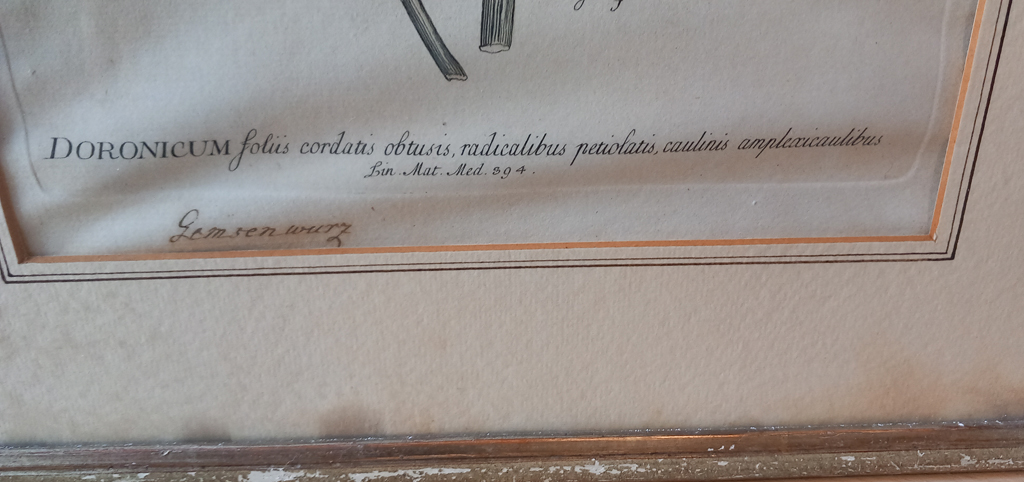 DORONICUM foliis cordatis obtusis, radicalibus petiolatis, caulinis amplexicaulibus
Lin. Mat. Med. 394.
Gemsenwurz